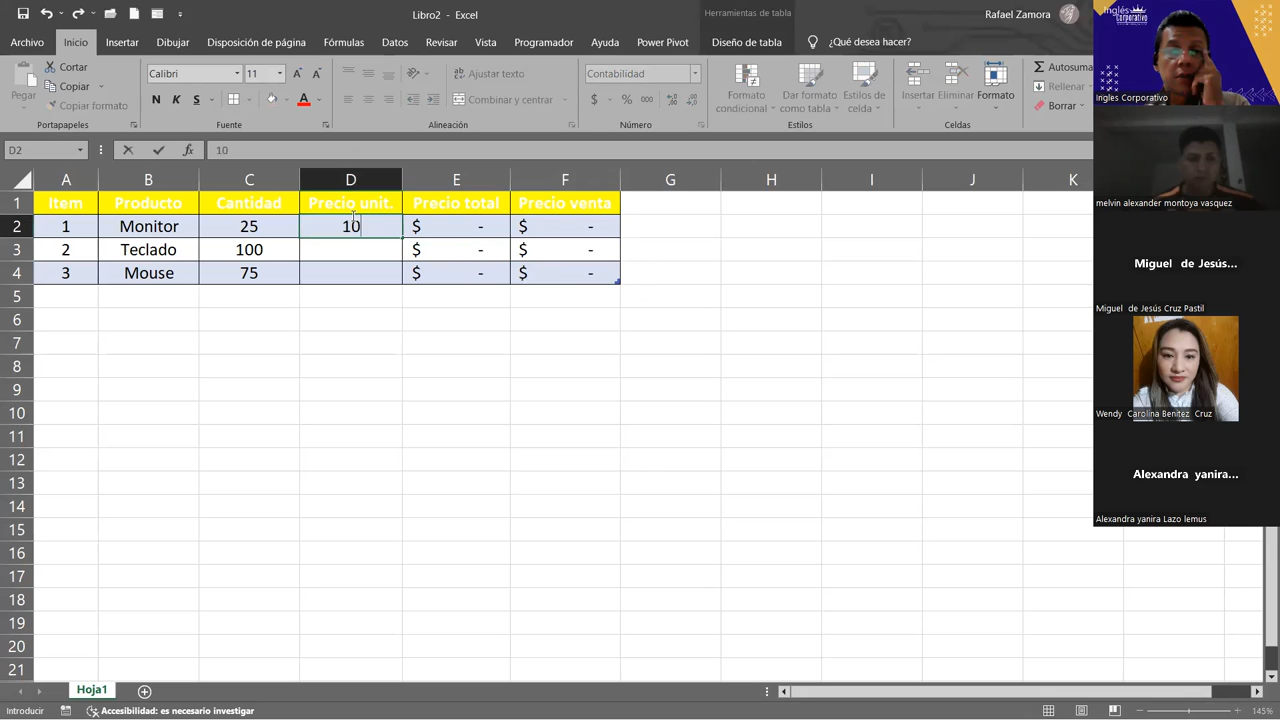 Libro2 - Excel
Herramientas de tabla
Rafael Zamora
Archivo Inicio Insertar Dibujar Disposición de página Fórmulas Datos Revisar Vista Programador Ayuda Power Pivot Diseño de tabla ¿Qué desea hacer?
Pegar
Cortar
Copiar
Copiar formato
Portapapeles
Calibri 11
N K S
Fuente
Ajustar texto
Combinar y centrar
Alineación
Contabilidad
$ % 000
Número
Formato condicional
Dar formato como tabla
Estilos de celda
Estilos
Insertar Eliminar Formato
Celdas
Autosuma
Rellenar
Borrar
D2 fx 10
A B C D E F G H I J K
1 Item Producto Cantidad Precio unit. Precio total Precio venta
2 1 Monitor 25 10 $ - $ -
3 2 Teclado 100 $ - $ -
4 3 Mouse 75 $ - $ -
5
6
7
8
9
10
11
12
13
14
15
16
17
18
19
20
21
Hoja1
Introducir Accesibilidad: es necesario investigar 145%
Inglés Corporativo
Ingles Corporativo
melvin alexander montoya vasquez
Miguel de Jesús...
Miguel de Jesús Cruz Pastil
Wendy Carolina Benitez Cruz
Alexandra yanira...
Alexandra yanira Lazo lemus